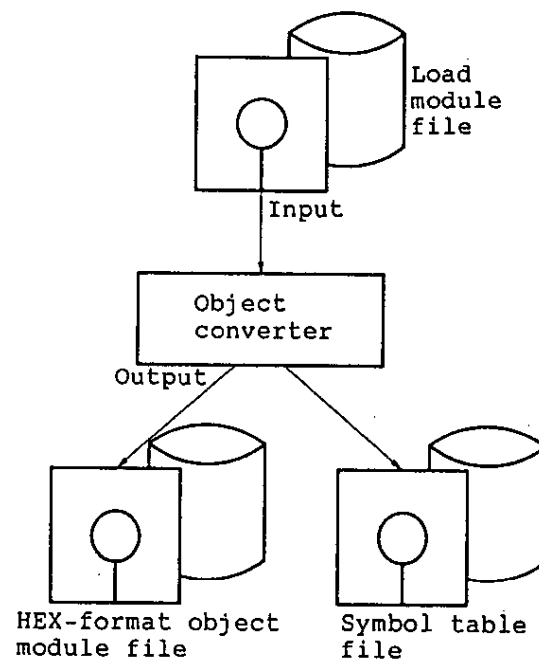 Load
module
file
Input
Object
converter
Output
HEX-format object
module file
Symbol table
file